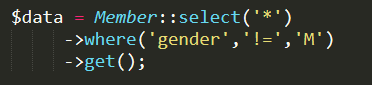 $data = Member::select('*')
->where('gender','!=','M')
->get();